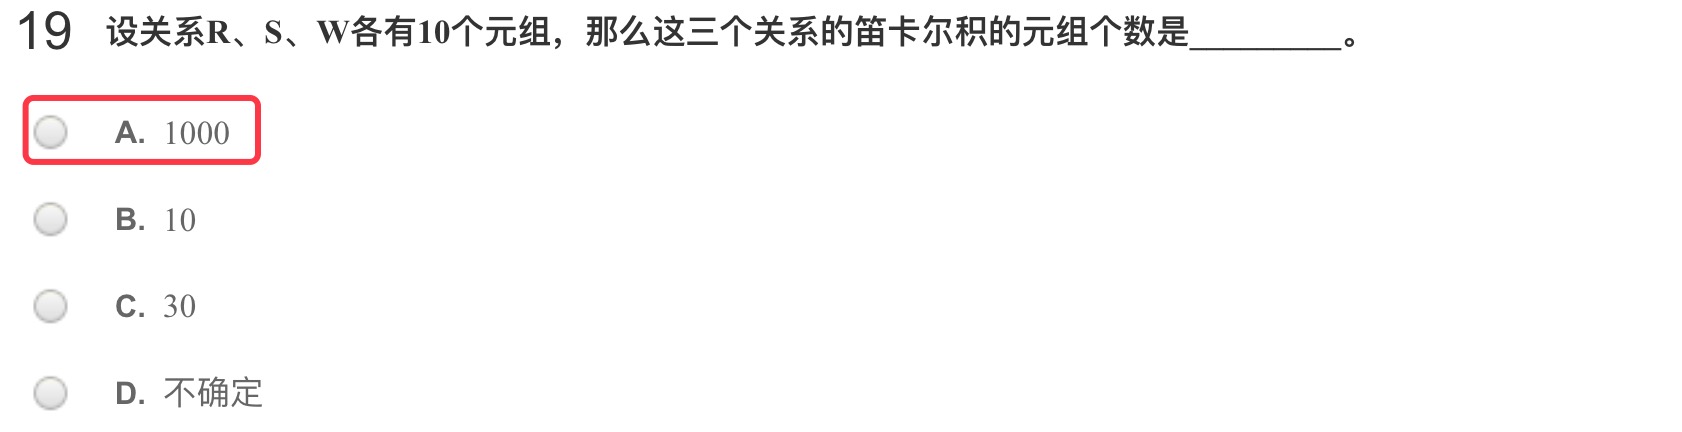 19 设关系R、S、W各有10个元组，那么这三个关系的笛卡尔积的元组个数是_________。
A. 1000
B. 10
C. 30
D. 不确定